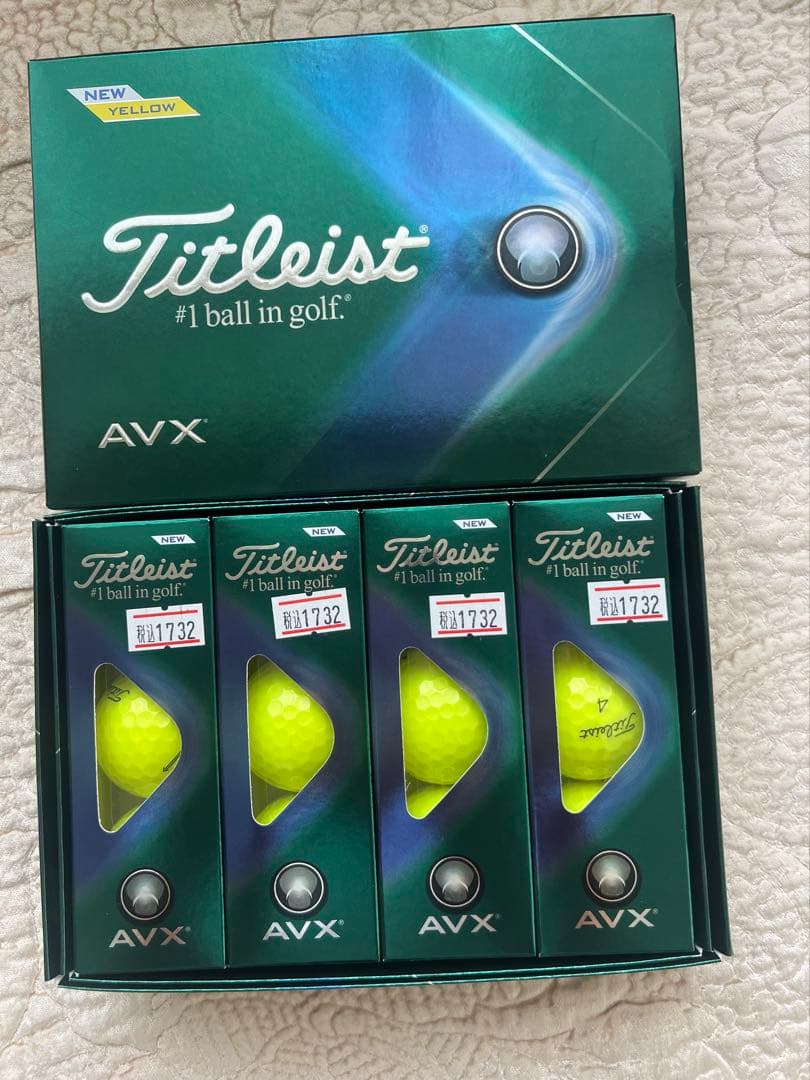 NEW
YELLOW
Titleist®
#1 ball in golf.®
AVX®
NEW
Titleist
#1 ball in golf.®
税込1732
Tit
AVX®
NEW
Titleist
#1 ball in golf.®
税込1732
AVX®
NEW
Titleist
#1 ball in golf.®
税込1732
AVX®
NEW
Titleist
#1 ball in golf.®
税込1732
4
Titleist
AVX®